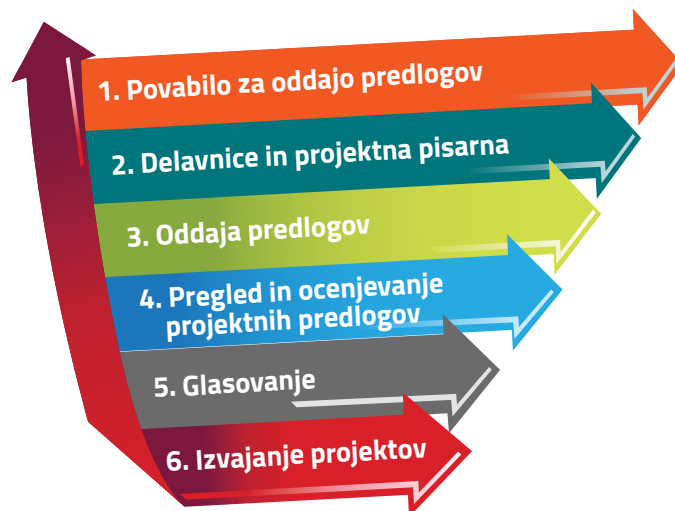 1. Povabilo za oddajo predlogov
2. Delavnice in projektna pisarna
3. Oddaja predlogov
4. Pregled in ocenjevanje
projektnih predlogov
5. Glasovanje
6. Izvajanje projektov